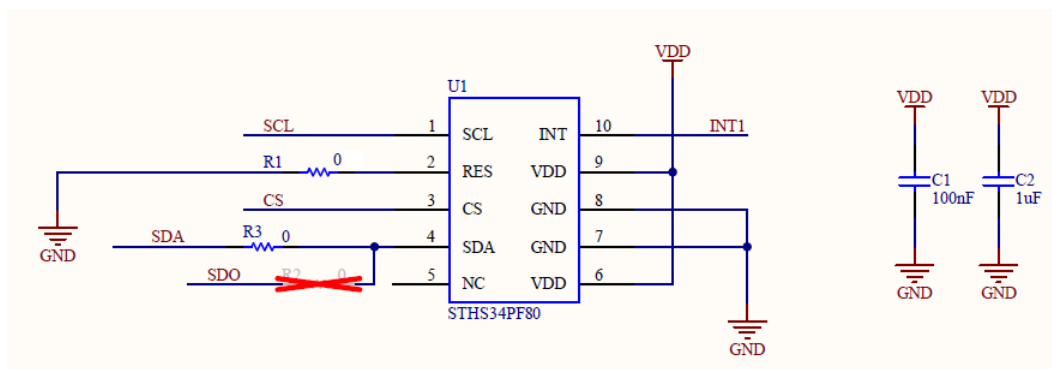 VDD
U1
VDD
VDD
SCL
1
SCL
INT
10
INT1
R1
0
2
RES
VDD
9
C1
100nF
C2
1uF
CS
3
CS
GND
8
SDA
R3
0
4
SDA
GND
7
GND
SDO
R2
0
5
NC
VDD
6
GND
GND
STHS34PF80
GND